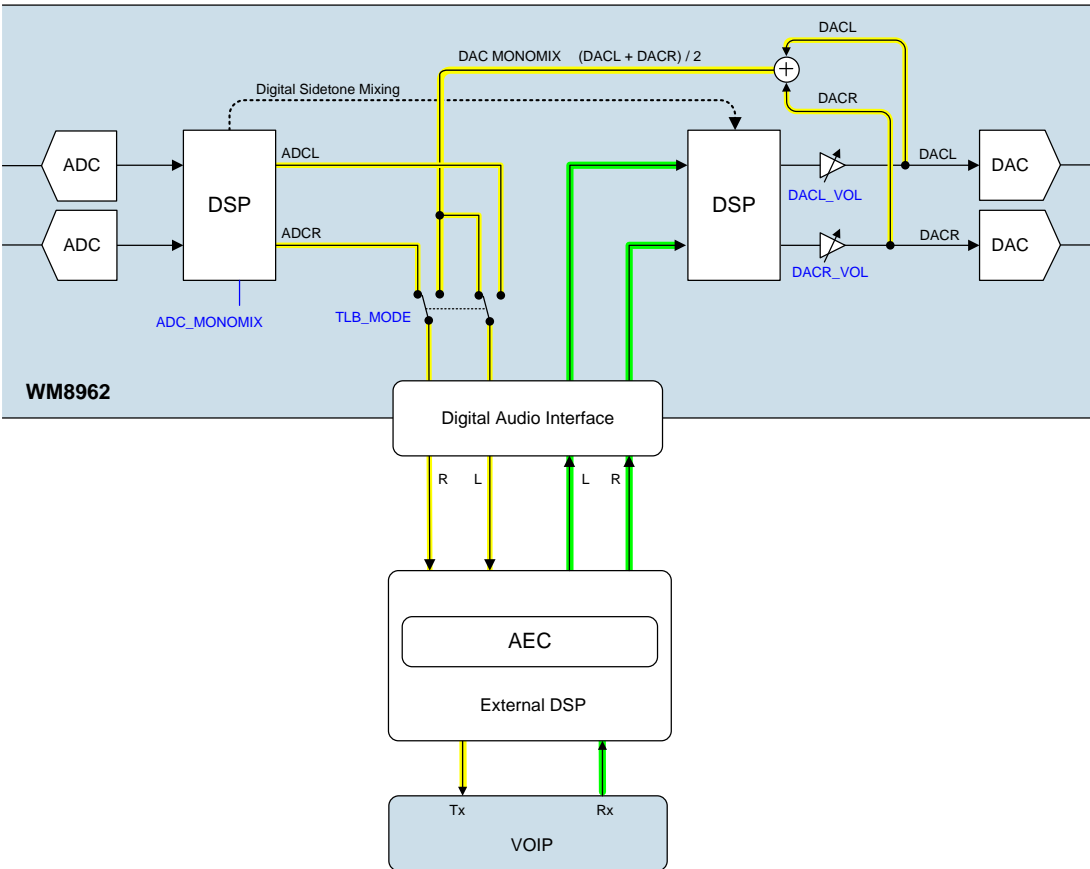 DACL
DAC MONOMIX (DACL + DACR) / 2
Digital Sidetone Mixing
DACR
ADC
DSP
ADCL
DSP
DACL_VOL
DACL
DAC
ADC
ADCR
DACR_VOL
DACR
DAC
ADC_MONOMIX
TLB_MODE
WM8962
Digital Audio Interface
R
L
L
R
AEC
External DSP
Tx
Rx
VOIP